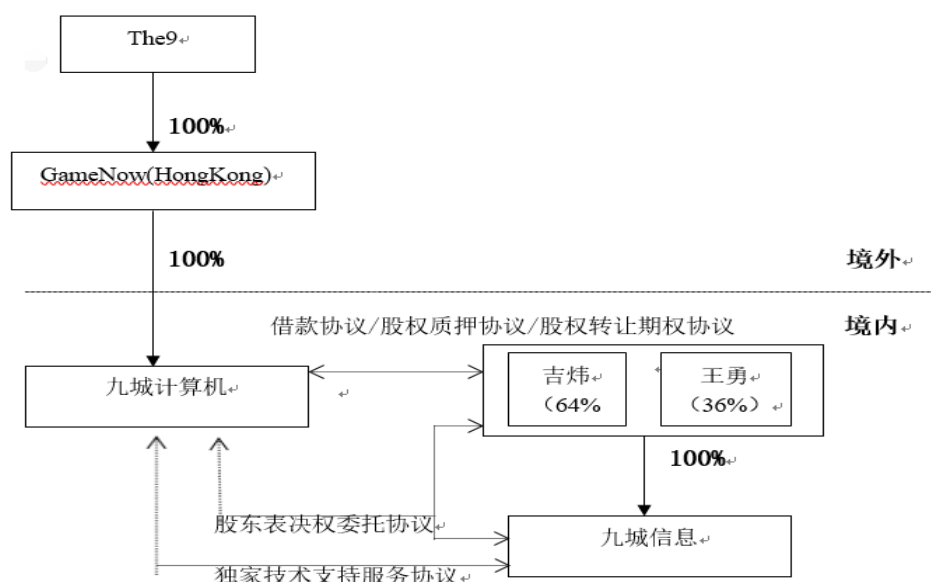 The9
100%
GameNow(HongKong)
100%
境外
借款协议/股权质押协议/股权转让期权协议
境内
九城计算机
吉炜
（64%
王勇
（36%）
100%
股东表决权委托协议
九城信息
独家技术支持服务协议